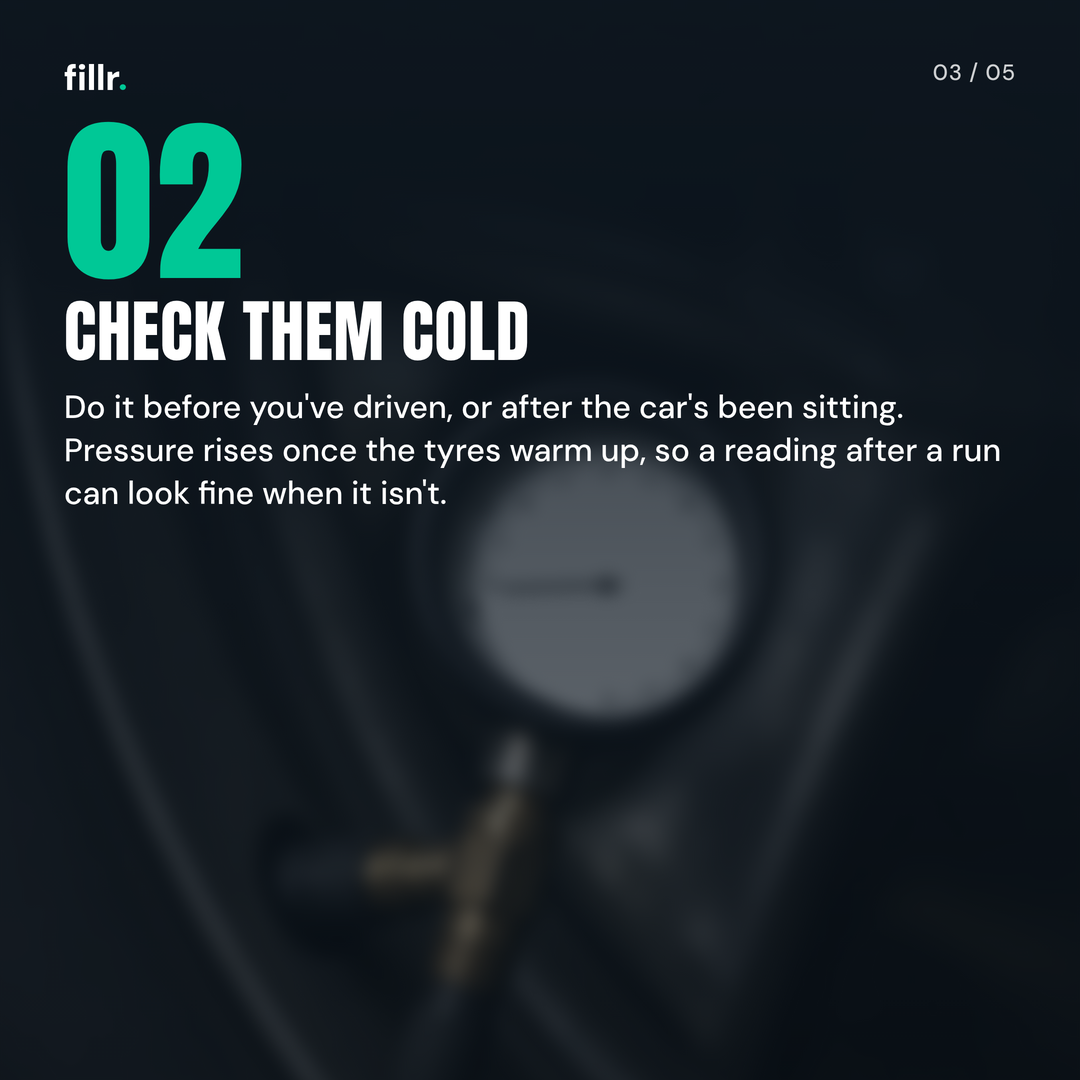 fillr.
03 / 05
02
CHECK THEM COLD
Do it before you've driven, or after the car's been sitting.
Pressure rises once the tyres warm up, so a reading after a run
can look fine when it isn't.